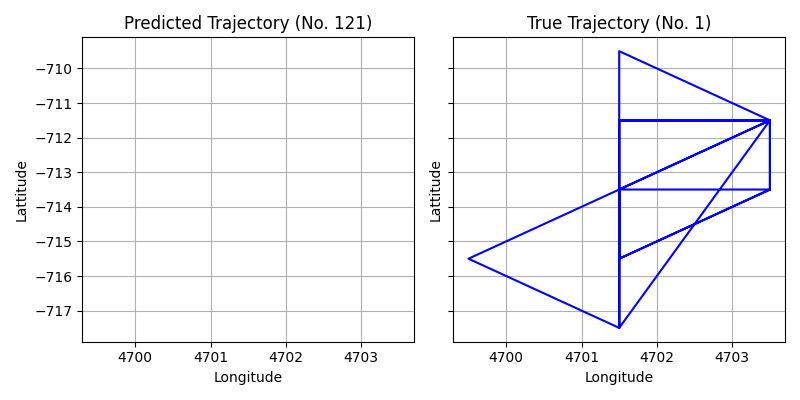 Predicted Trajectory (No. 121)
True Trajectory (No. 1)
Lattitude
−710
−711
−712
−713
−714
−715
−716
−717
4700
4701
4702
4703
Longitude
Lattitude
4700
4701
4702
4703
Longitude